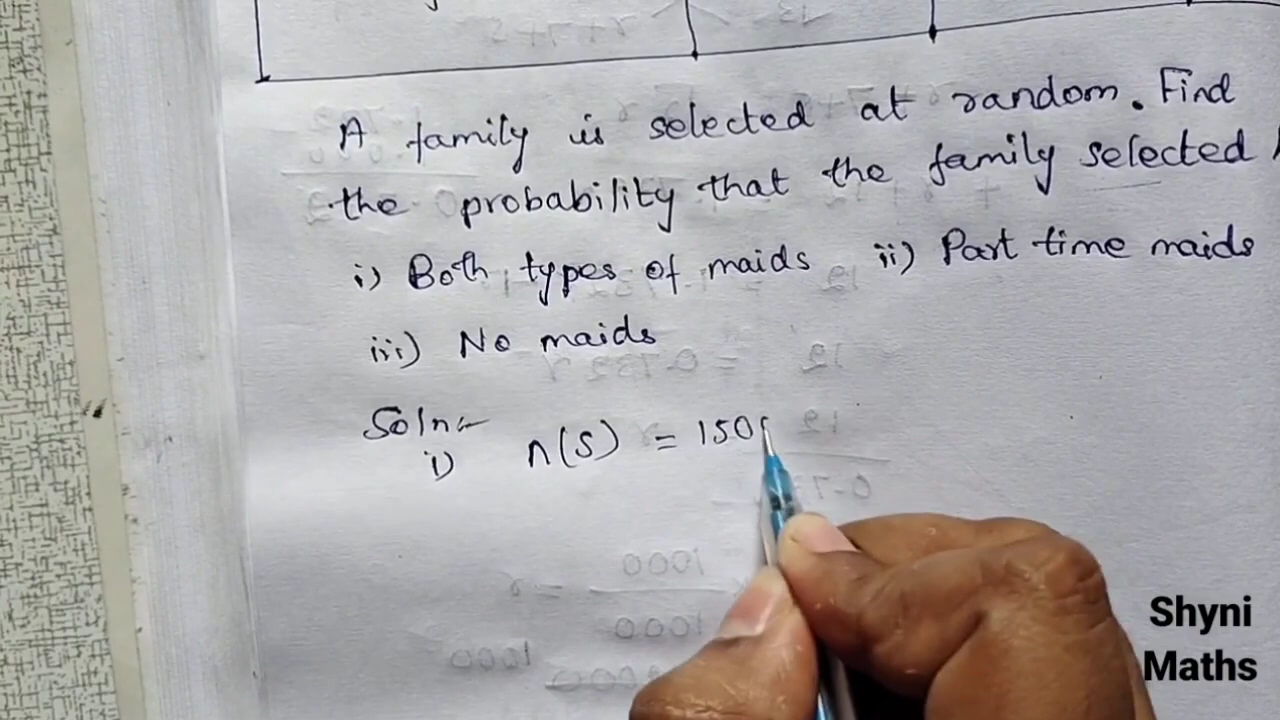 A family is selected at random. Find
the probability that the family selected
i) Both types of maids ii) Part time maids
iii) No maids
Soln:-
i) n(S) = 150
Shyni
Maths